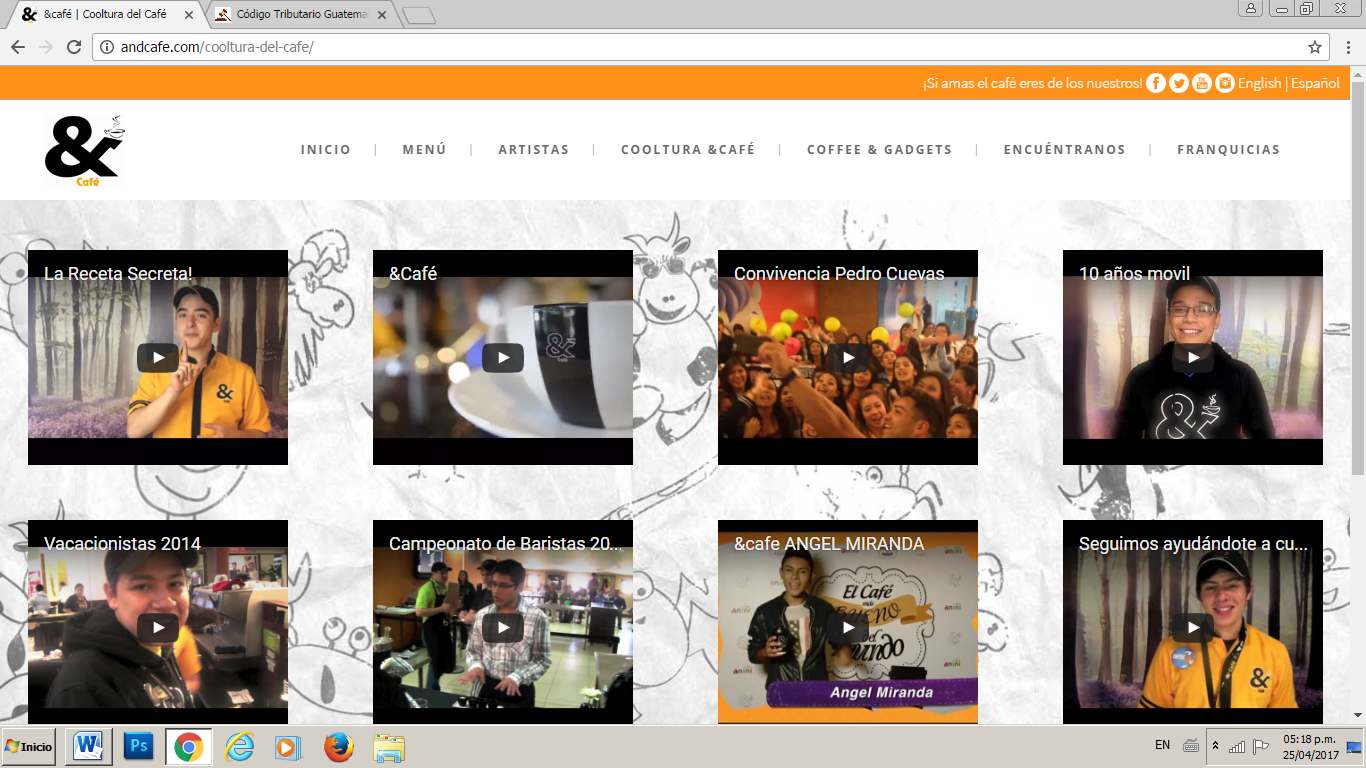 &café | Cooltura del Café
Código Tributario Guatema
andcafe.com/cooltura-del-cafe/
¡Si amas el café eres de los nuestros! English | Español
& Café
INICIO | MENÚ | ARTISTAS | COOLTURA &CAFÉ | COFFEE & GADGETS | ENCUÉNTRANOS | FRANQUICIAS
La Receta Secreta!
&Café
Convivencia Pedro Cuevas
10 años movil
Vacacionistas 2014
Campeonato de Baristas 20...
&cafe ANGEL MIRANDA
El Café
más
Bueno
del
Mundo
Angel Miranda
Seguimos ayudándote a cu...
Inicio
W
Ps
EN
05:18 p.m.
25/04/2017